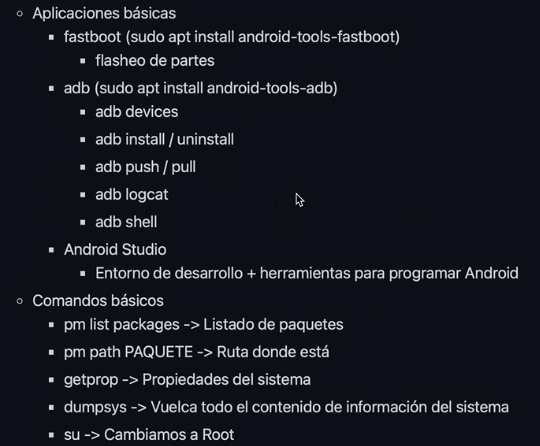 Aplicaciones básicas
fastboot (sudo apt install android-tools-fastboot)
flasheo de partes
adb (sudo apt install android-tools-adb)
adb devices
adb install / uninstall
adb push / pull
adb logcat
adb shell
Android Studio
Entorno de desarrollo + herramientas para programar Android
Comandos básicos
pm list packages -> Listado de paquetes
pm path PAQUETE -> Ruta donde está
getprop -> Propiedades del sistema
dumpsys -> Vuelca todo el contenido de información del sistema
su -> Cambiamos a Root